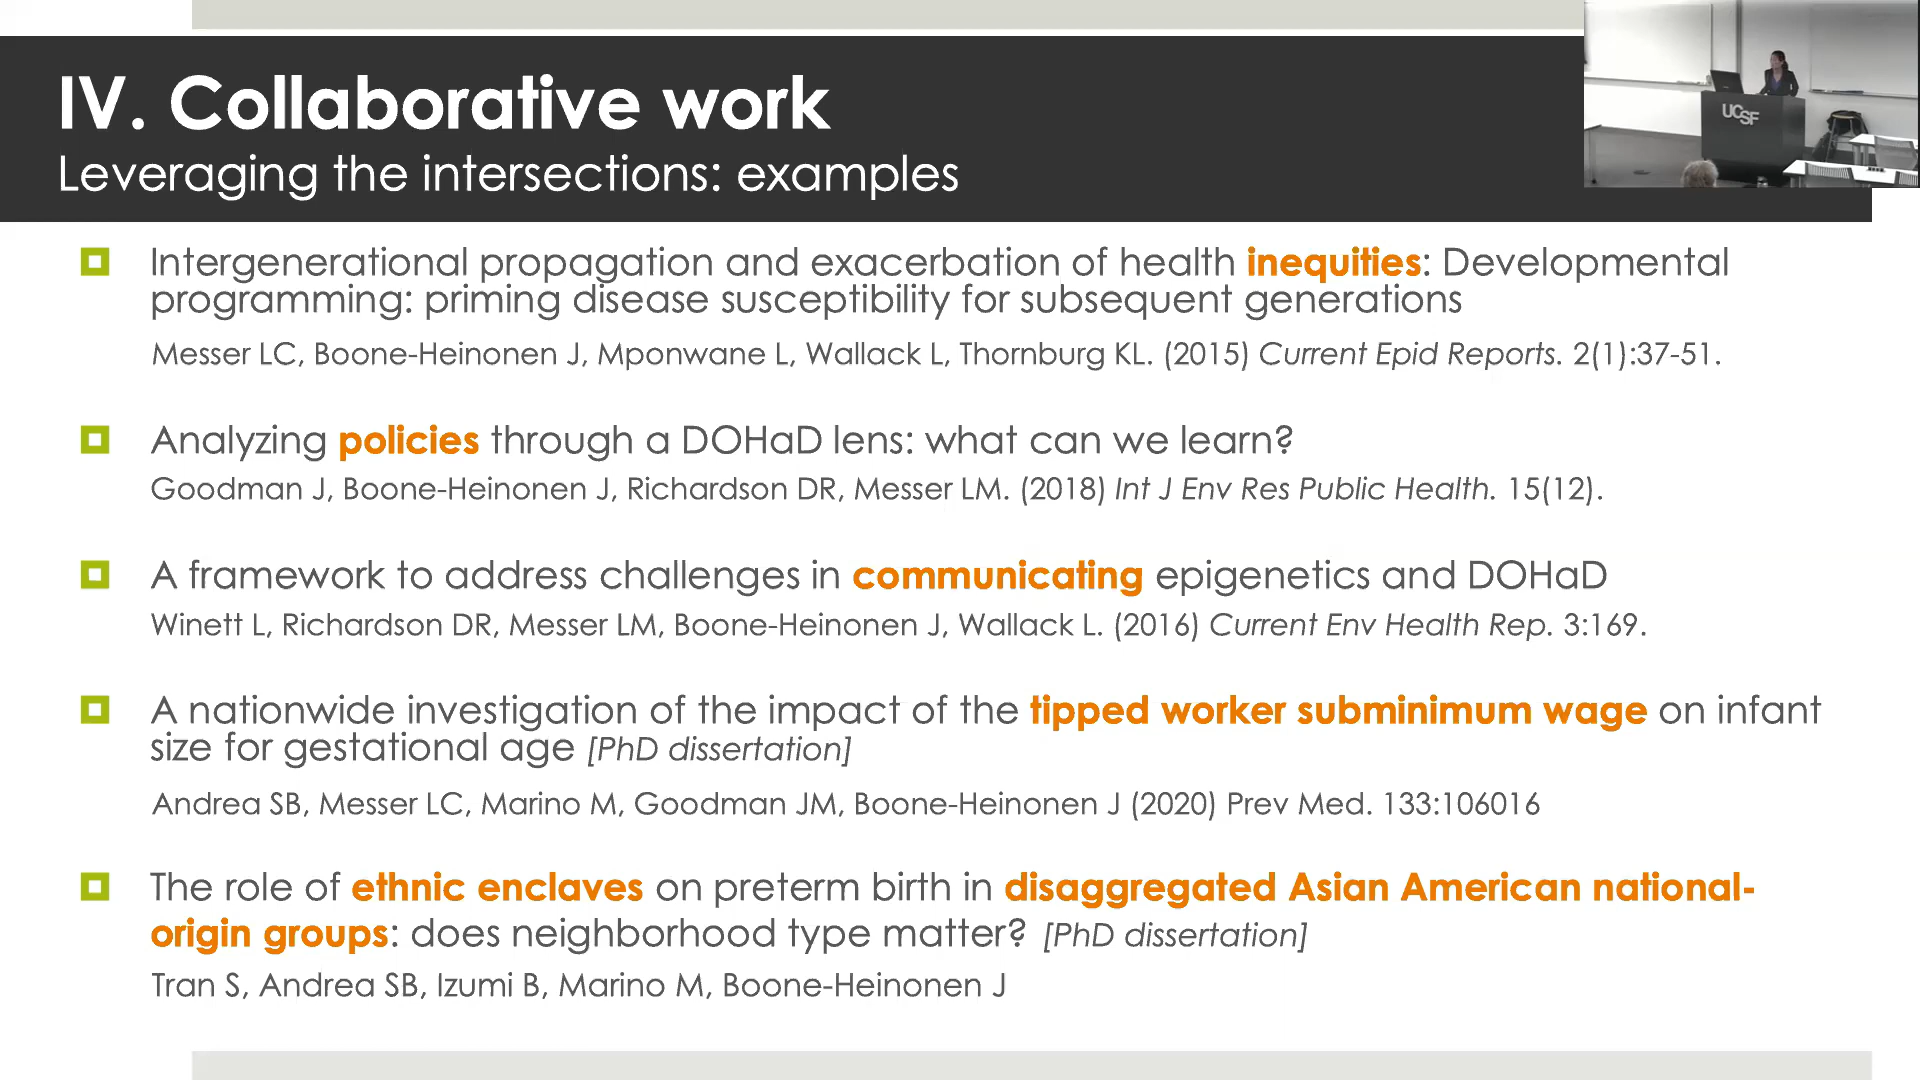 IV. Collaborative work
Leveraging the intersections: examples
UCSF
Intergenerational propagation and exacerbation of health inequities: Developmental
programming: priming disease susceptibility for subsequent generations
Messer LC, Boone-Heinonen J, Mponwane L, Wallack L, Thornburg KL. (2015) Current Epid Reports. 2(1):37-51.
Analyzing policies through a DOHaD lens: what can we learn?
Goodman J, Boone-Heinonen J, Richardson DR, Messer LM. (2018) Int J Env Res Public Health. 15(12).
A framework to address challenges in communicating epigenetics and DOHaD
Winett L, Richardson DR, Messer LM, Boone-Heinonen J, Wallack L. (2016) Current Env Health Rep. 3:169.
A nationwide investigation of the impact of the tipped worker subminimum wage on infant
size for gestational age [PhD dissertation]
Andrea SB, Messer LC, Marino M, Goodman JM, Boone-Heinonen J (2020) Prev Med. 133:106016
The role of ethnic enclaves on preterm birth in disaggregated Asian American national-
origin groups: does neighborhood type matter? [PhD dissertation]
Tran S, Andrea SB, Izumi B, Marino M, Boone-Heinonen J